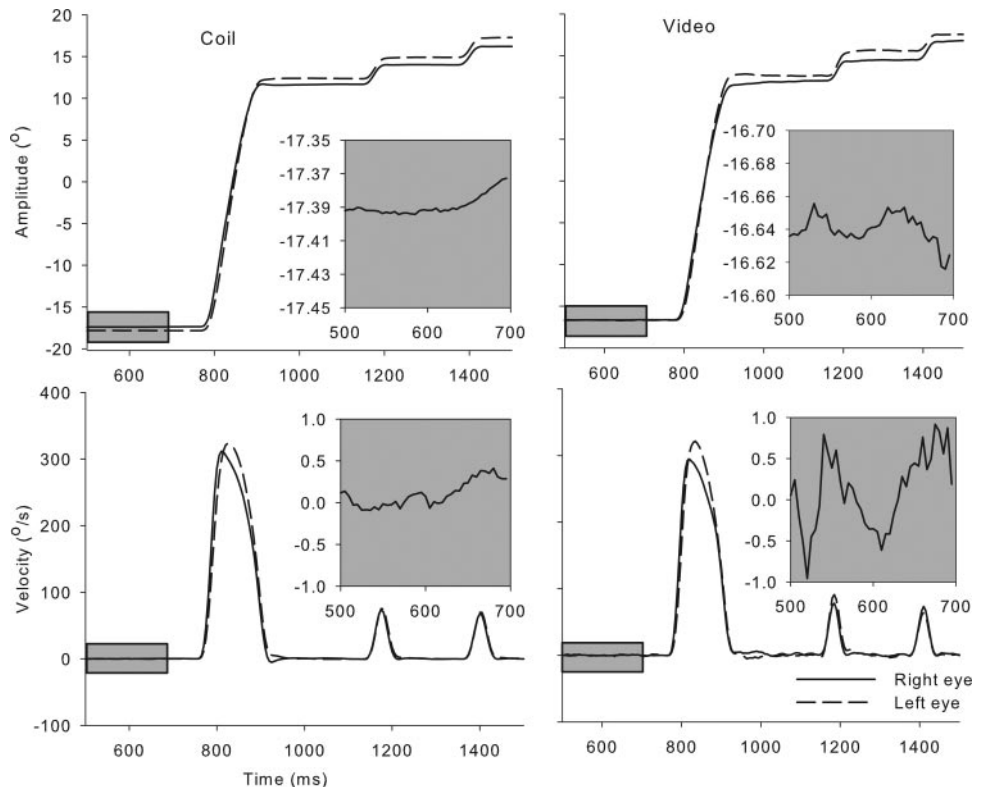 Coil
Video
Amplitude (°)
20
15
10
5
0
-5
-10
-15
-20
-17.35
-17.37
-17.39
-17.41
-17.43
-17.45
500 600 700
-16.70
-16.68
-16.66
-16.64
-16.62
-16.60
500 600 700
600 800 1000 1200 1400
600 800 1000 1200 1400
Velocity (°/s)
400
300
200
100
0
-100
1.0
0.5
0.0
-0.5
-1.0
500 600 700
1.0
0.5
0.0
-0.5
1.0
500 600 700
Right eye
Left eye
600 800 1000 1200 1400
600 800 1000 1200 1400
Time (ms)